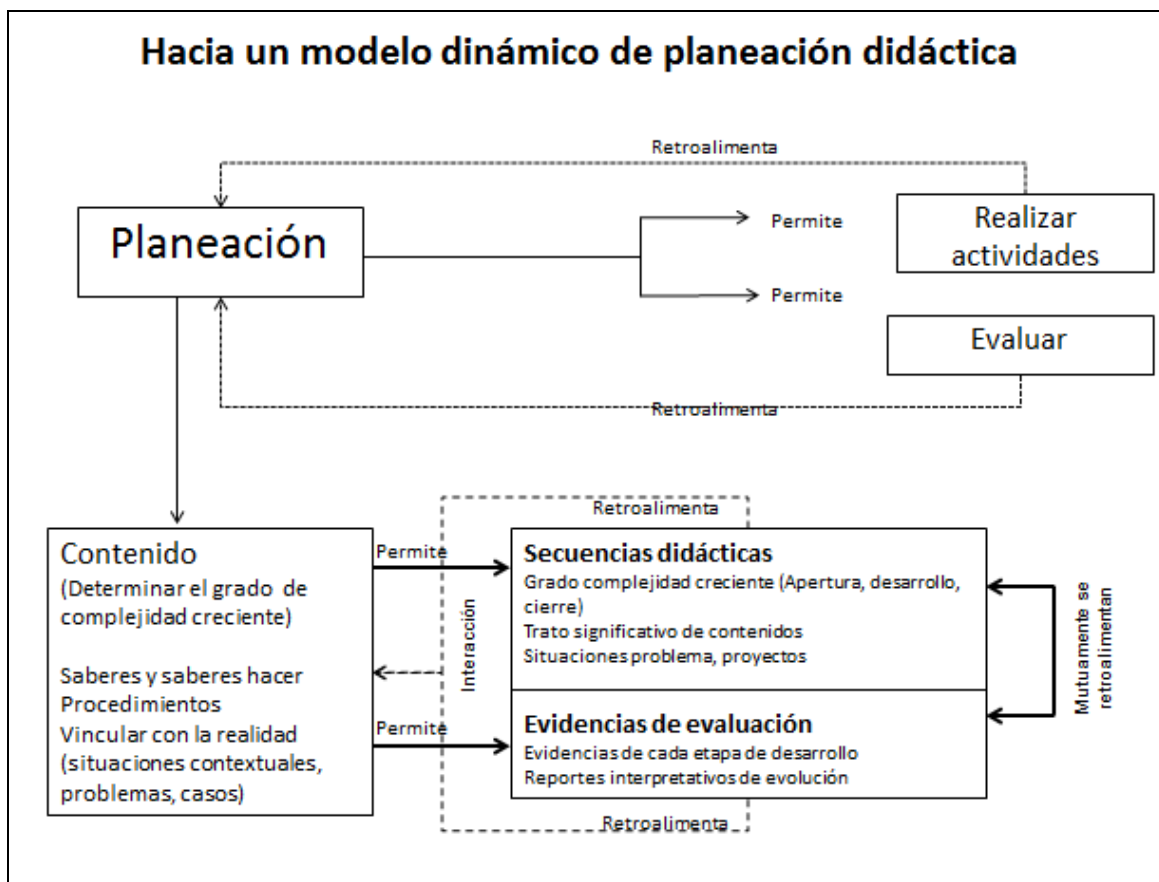 Hacia un modelo dinámico de planeación didáctica
Retroalimenta
Planeación
Permite
Realizar
actividades
Permite
Evaluar
Retroalimenta
Contenido
(Determinar el grado de
complejidad creciente)
Saberes y saberes hacer
Procedimientos
Vincular con la realidad
(situaciones contextuales,
problemas, casos)
Permite
Permite
Retroalimenta
Interacción
Secuencias didácticas
Grado complejidad creciente (Apertura, desarrollo,
cierre)
Trato significativo de contenidos
Situaciones problema, proyectos
Evidencias de evaluación
Evidencias de cada etapa de desarrollo
Reportes interpretativos de evolución
Retroalimenta
Mutuamente se
retroalimentan